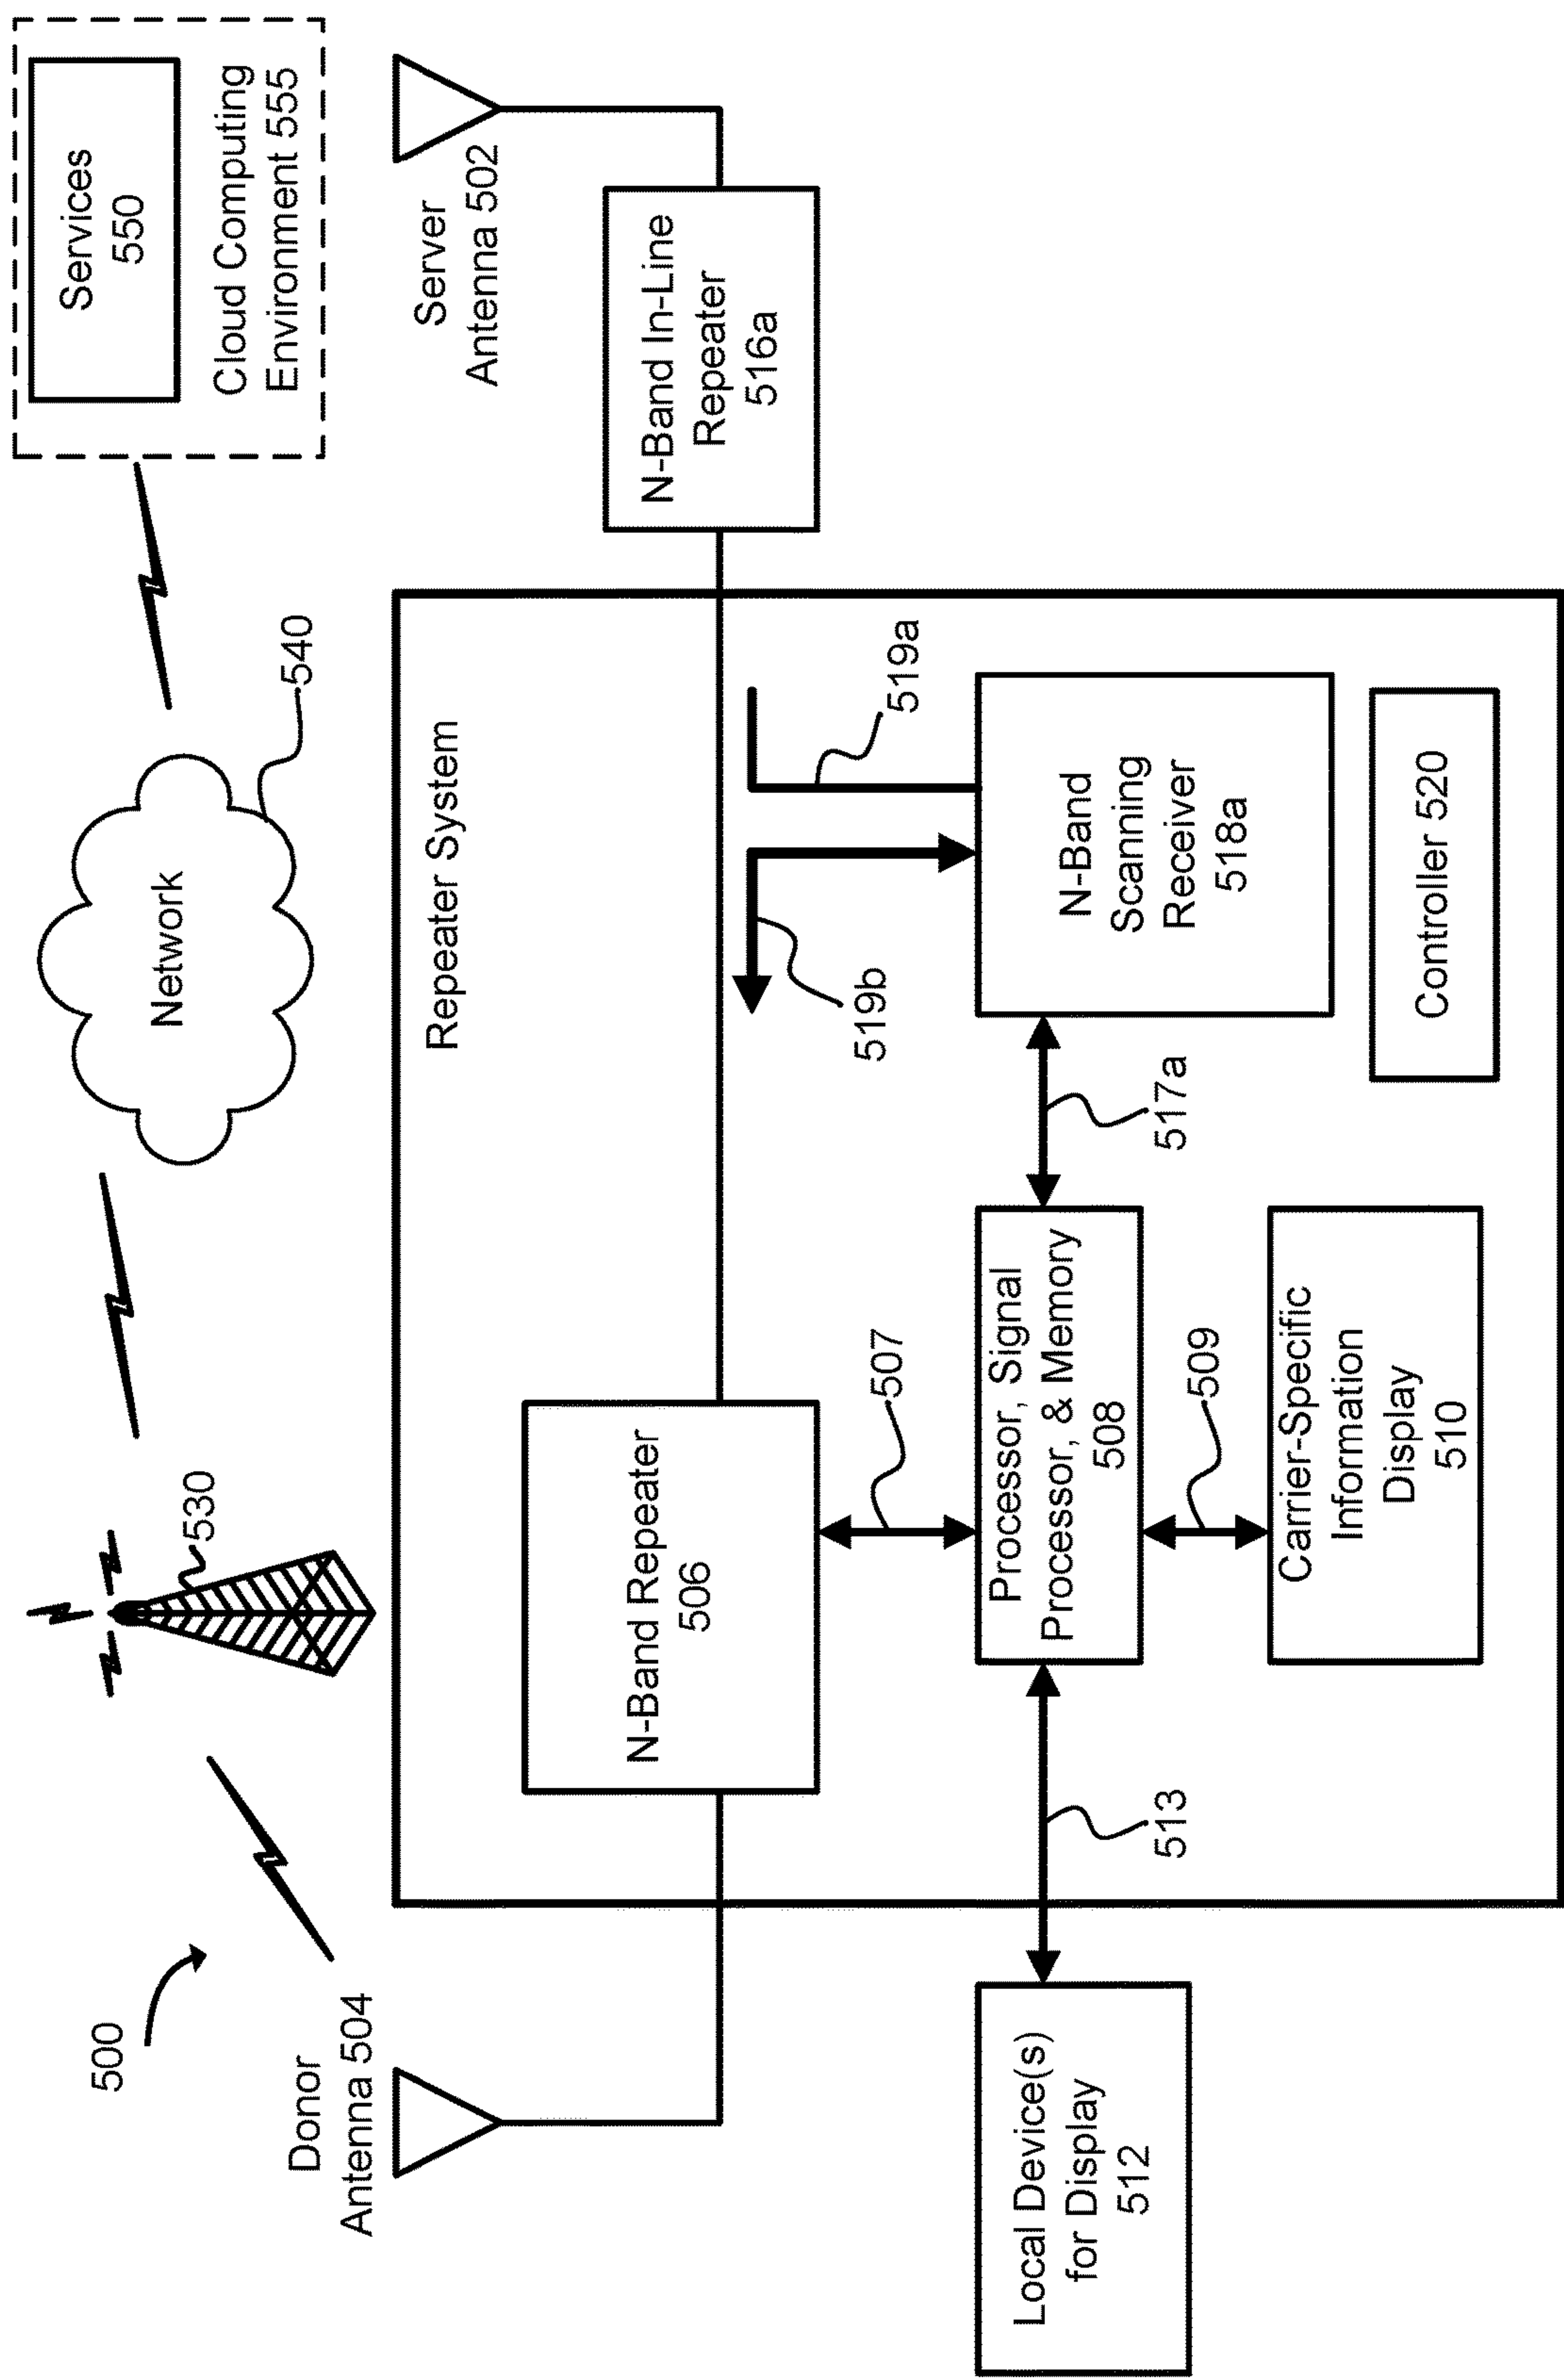 500
Donor
Antenna 504
530
Network
540
Services
550
Cloud Computing
Environment 555
Server
Antenna 502
Repeater System
N-Band Repeater
506
N-Band In-Line
Repeater
516a
519b
519a
507
Local Device(s)
for Display
512
513
Processor, Signal
Processor, & Memory
508
517a
N-Band
Scanning
Receiver
518a
509
Carrier-Specific
Information
Display
510
Controller 520